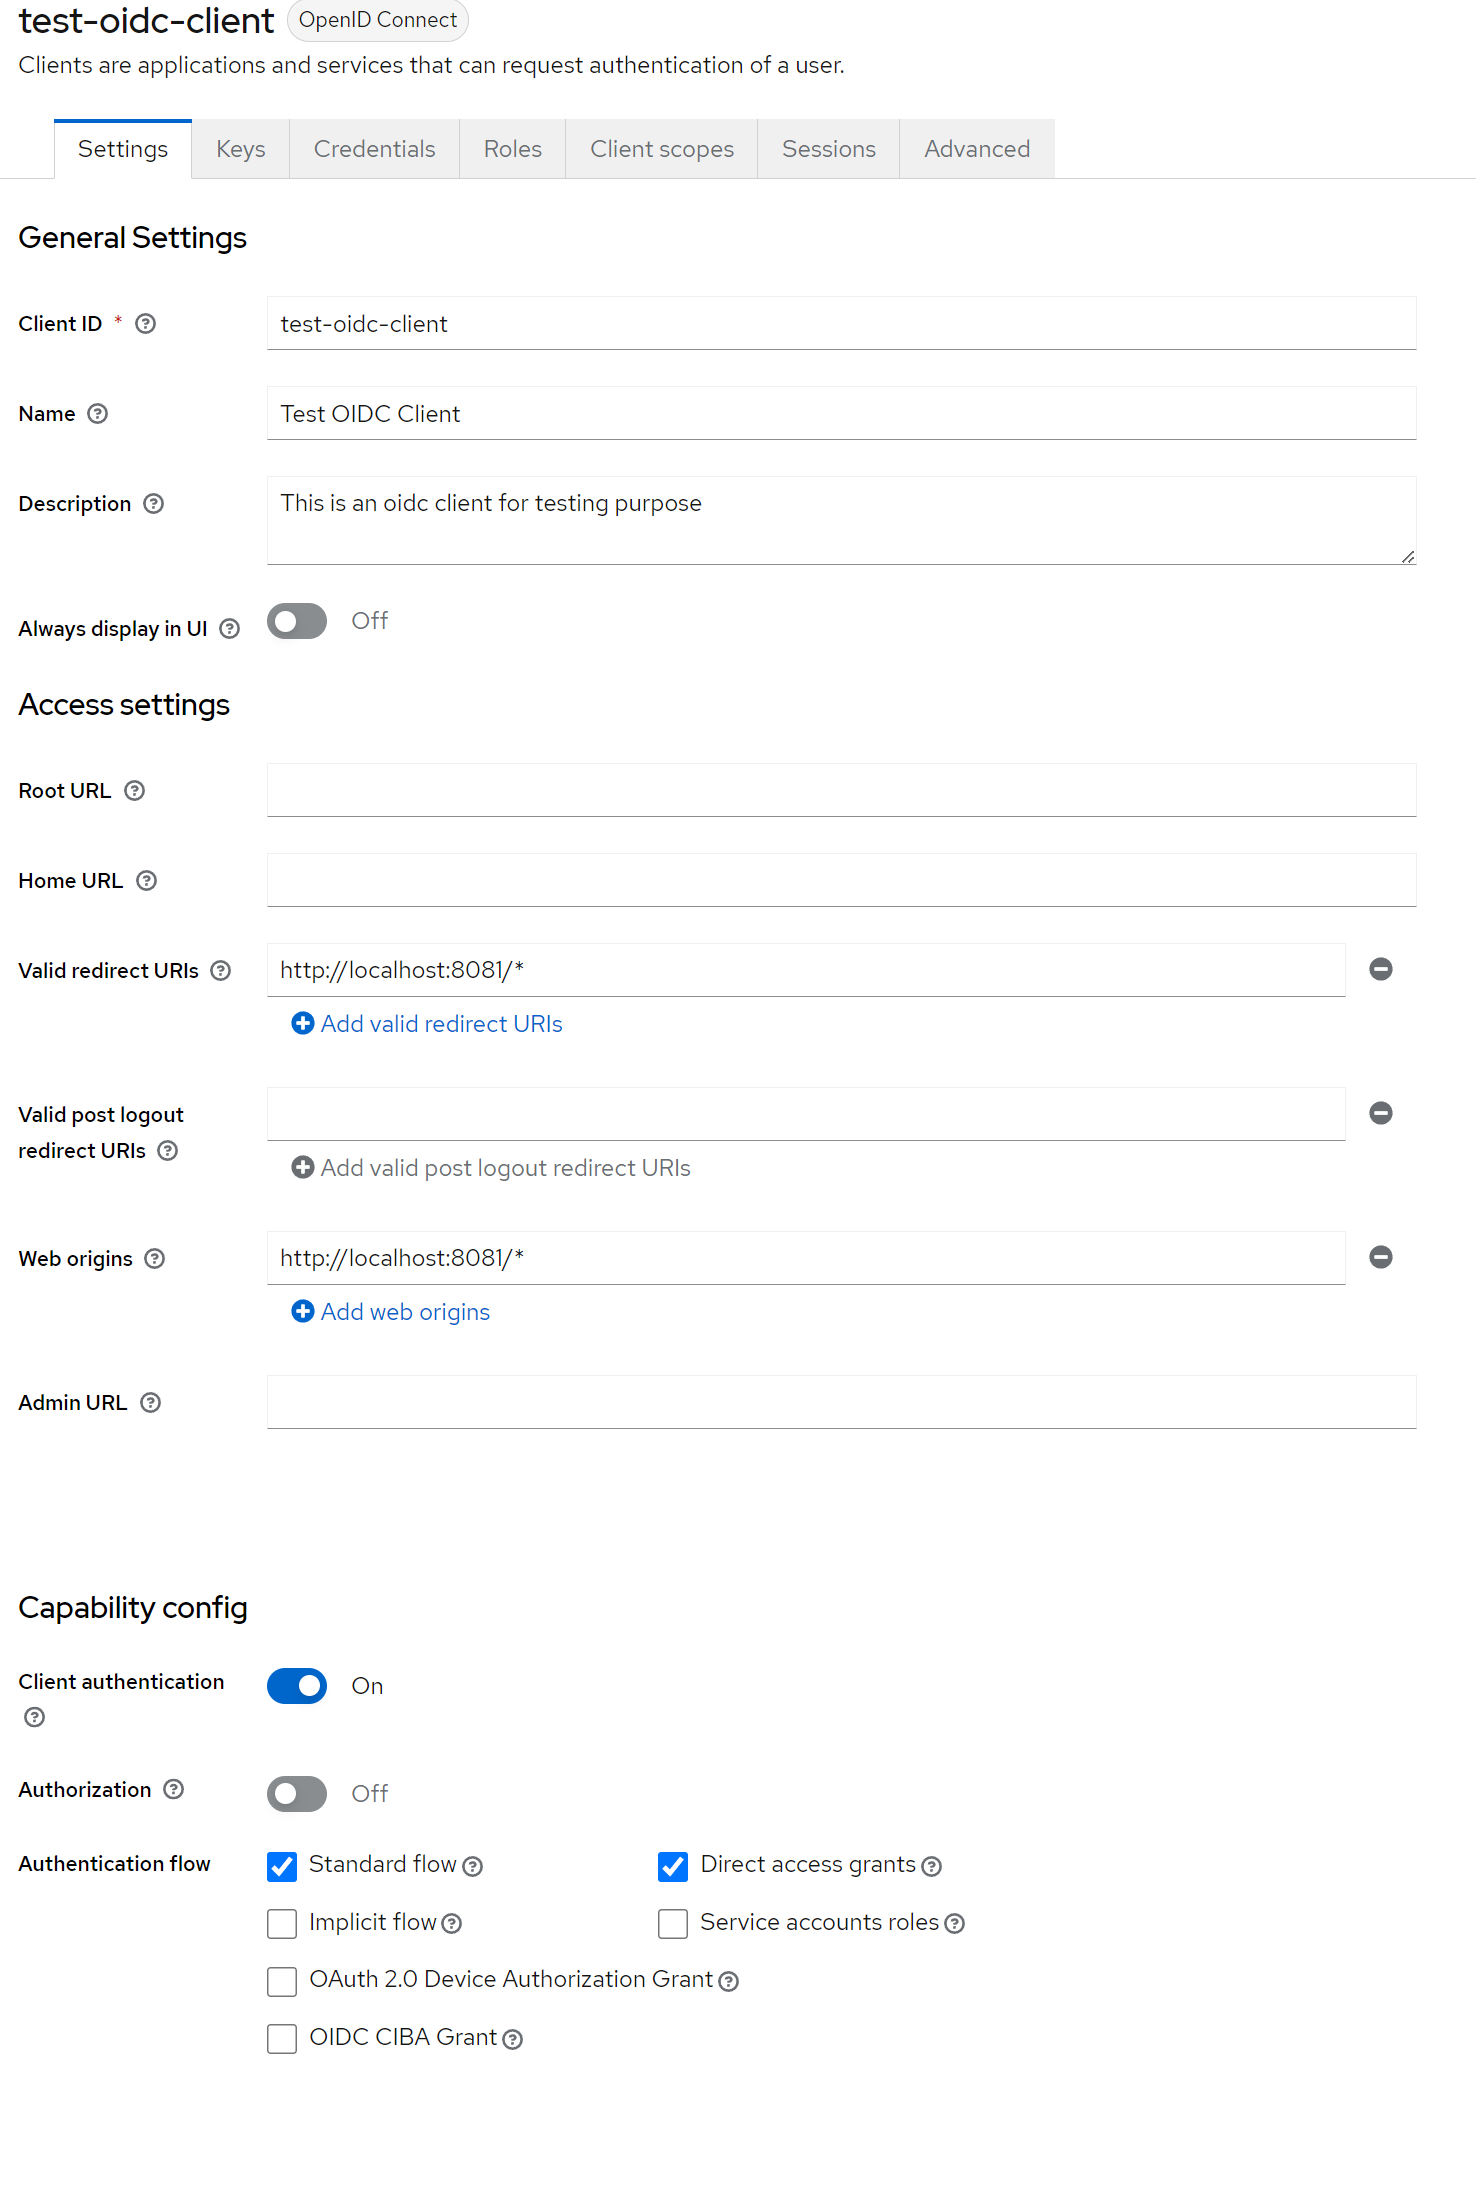 test-oidc-client OpenID Connect
Clients are applications and services that can request authentication of a user.
Settings Keys Credentials Roles Client scopes Sessions Advanced
General Settings
Client ID * test-oidc-client
Name Test OIDC Client
Description This is an oidc client for testing purpose
Always display in UI Off
Access settings
Root URL
Home URL
Valid redirect URIs http://localhost:8081/*
Add valid redirect URIs
Valid post logout
redirect URIs
Add valid post logout redirect URIs
Web origins http://localhost:8081/*
Add web origins
Admin URL
Capability config
Client authentication On
Authorization Off
Authentication flow Standard flow Direct access grants
Implicit flow Service accounts roles
OAuth 2.0 Device Authorization Grant
OIDC CIBA Grant